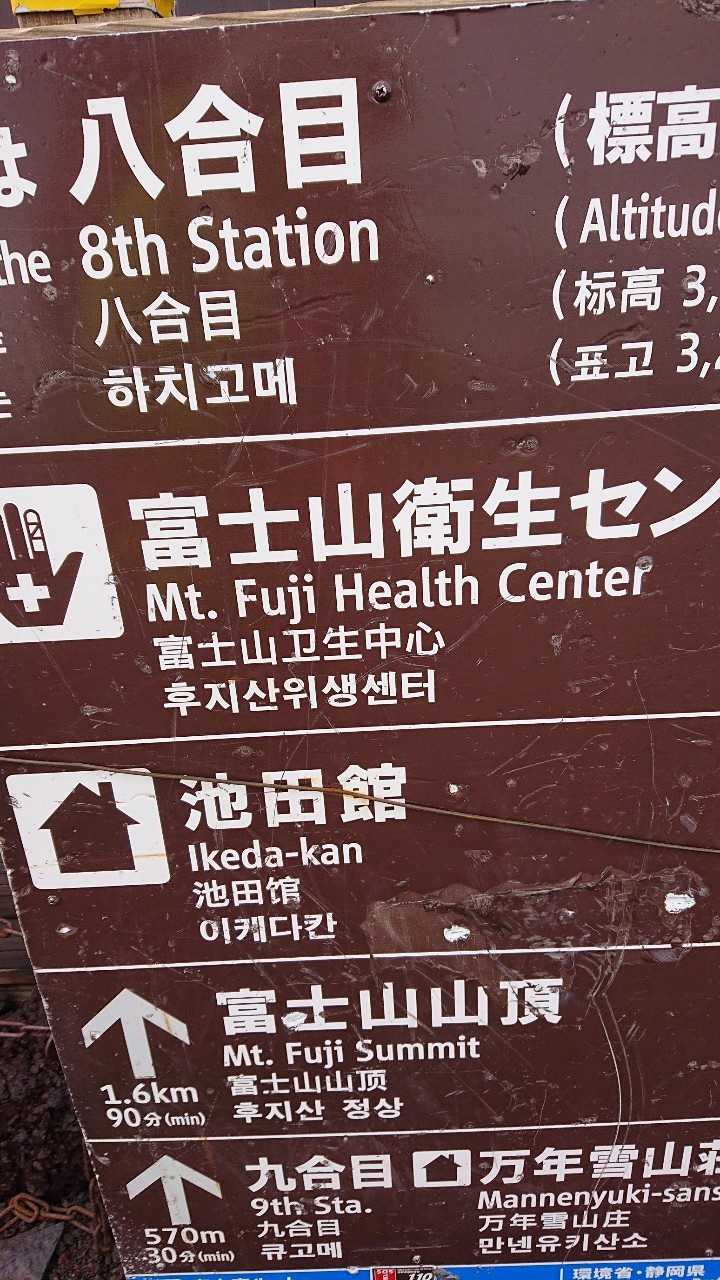 は 八合目 (標高
the 8th Station (Altitud
八合目 (标高 3,
하치고메 (표고 3,
富士山衛生セン
Mt. Fuji Health Center
富士山卫生中心
후지산위생센터
池田館
Ikeda-kan
池田馆
이케다칸
富士山山頂
Mt. Fuji Summit
富士山山顶
후지산 정상
1.6km
90分(min)
九合目 万年雪山荘
9th Sta. Mannenyuki-sans
九合目 万年雪山庄
큐고메 만넨유키산소
570m
30分(min)
SOS 110
環境省・静岡県